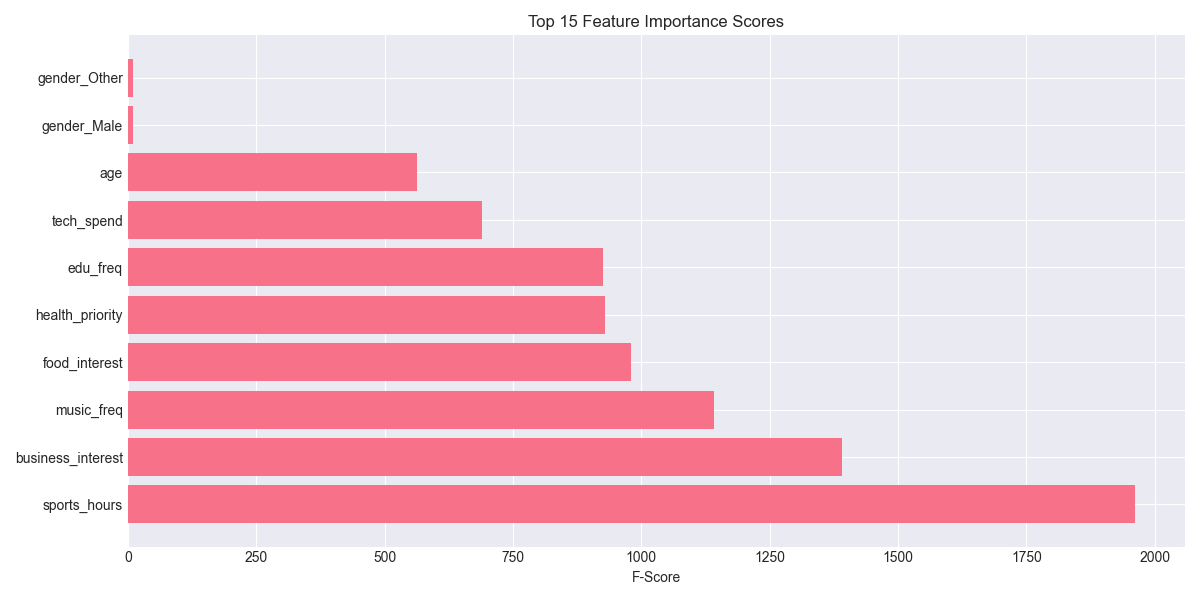 Top 15 Feature Importance Scores
gender_Other
gender_Male
age
tech_spend
edu_freq
health_priority
food_interest
music_freq
business_interest
sports_hours
0 250 500 750 1000 1250 1500 1750 2000
F-Score